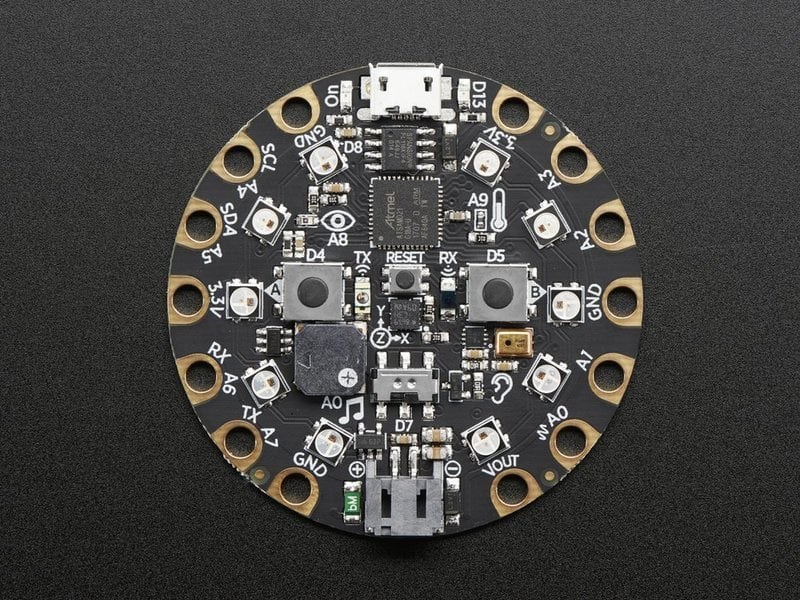 On
D13
GND
D8
3.3V
SCL
A4
A3
A9
SDA
A5
A8
A2
Atmel
D4
TX
RESET
RX
D5
3.3V
A
B
GND
Y
Z
X
RX
A6
A1
A0
TX
A7
D7
A0
GND
VOUT
+
-